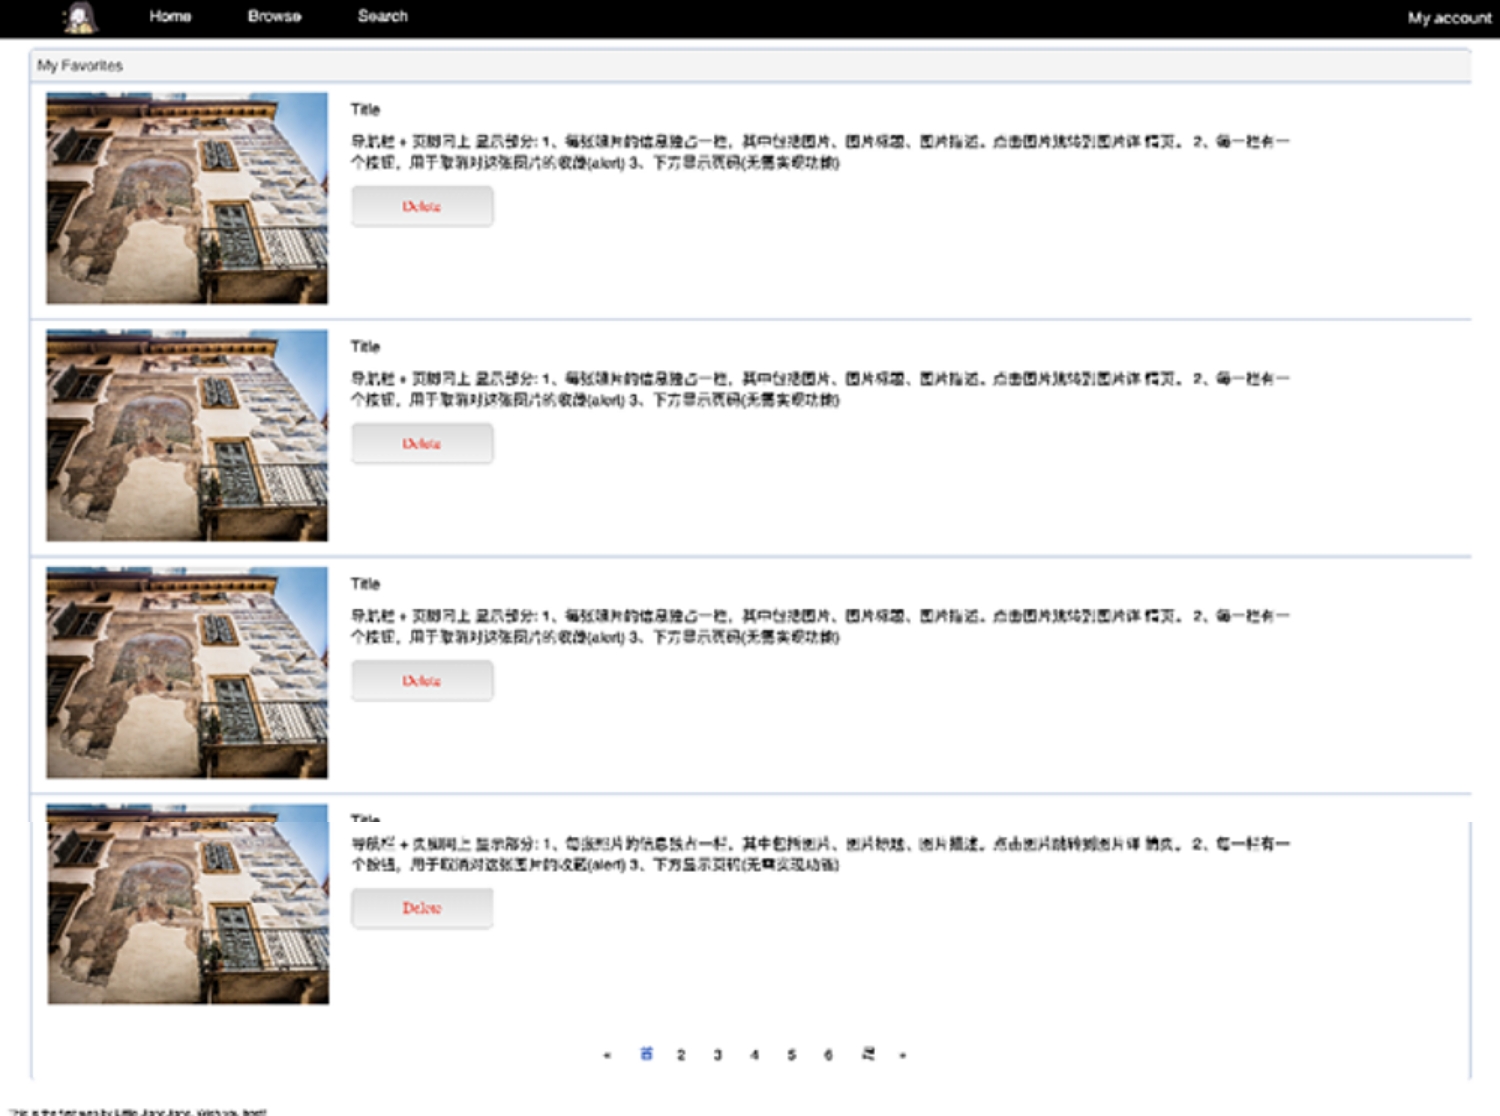 Home Browse Search My account
My Favorites
Title
导航栏 + 页脚同上 显示部分: 1、每张照片的信息独占一栏，其中包括图片、图片标题、图片描述。点击图片跳转到图片详 情页。 2、每一栏有一
个按钮，用于取消对这张图片的收藏(alert) 3、下方显示页码(无需实现功能)
Delete
Title
导航栏 + 页脚同上 显示部分: 1、每张照片的信息独占一栏，其中包括图片、图片标题、图片描述。点击图片跳转到图片详 情页。 2、每一栏有一
个按钮，用于取消对这张图片的收藏(alert) 3、下方显示页码(无需实现功能)
Delete
Title
导航栏 + 页脚同上 显示部分: 1、每张照片的信息独占一栏，其中包括图片、图片标题、图片描述。点击图片跳转到图片详 情页。 2、每一栏有一
个按钮，用于取消对这张图片的收藏(alert) 3、下方显示页码(无需实现功能)
Delete
Title
导航栏 + 页脚同上 显示部分: 1、每张照片的信息独占一栏，其中包括图片、图片标题、图片描述。点击图片跳转到图片详 情页。 2、每一栏有一
个按钮，用于取消对这张图片的收藏(alert) 3、下方显示页码(无需实现功能)
Delete
« 首 2 3 4 5 6 尾 »